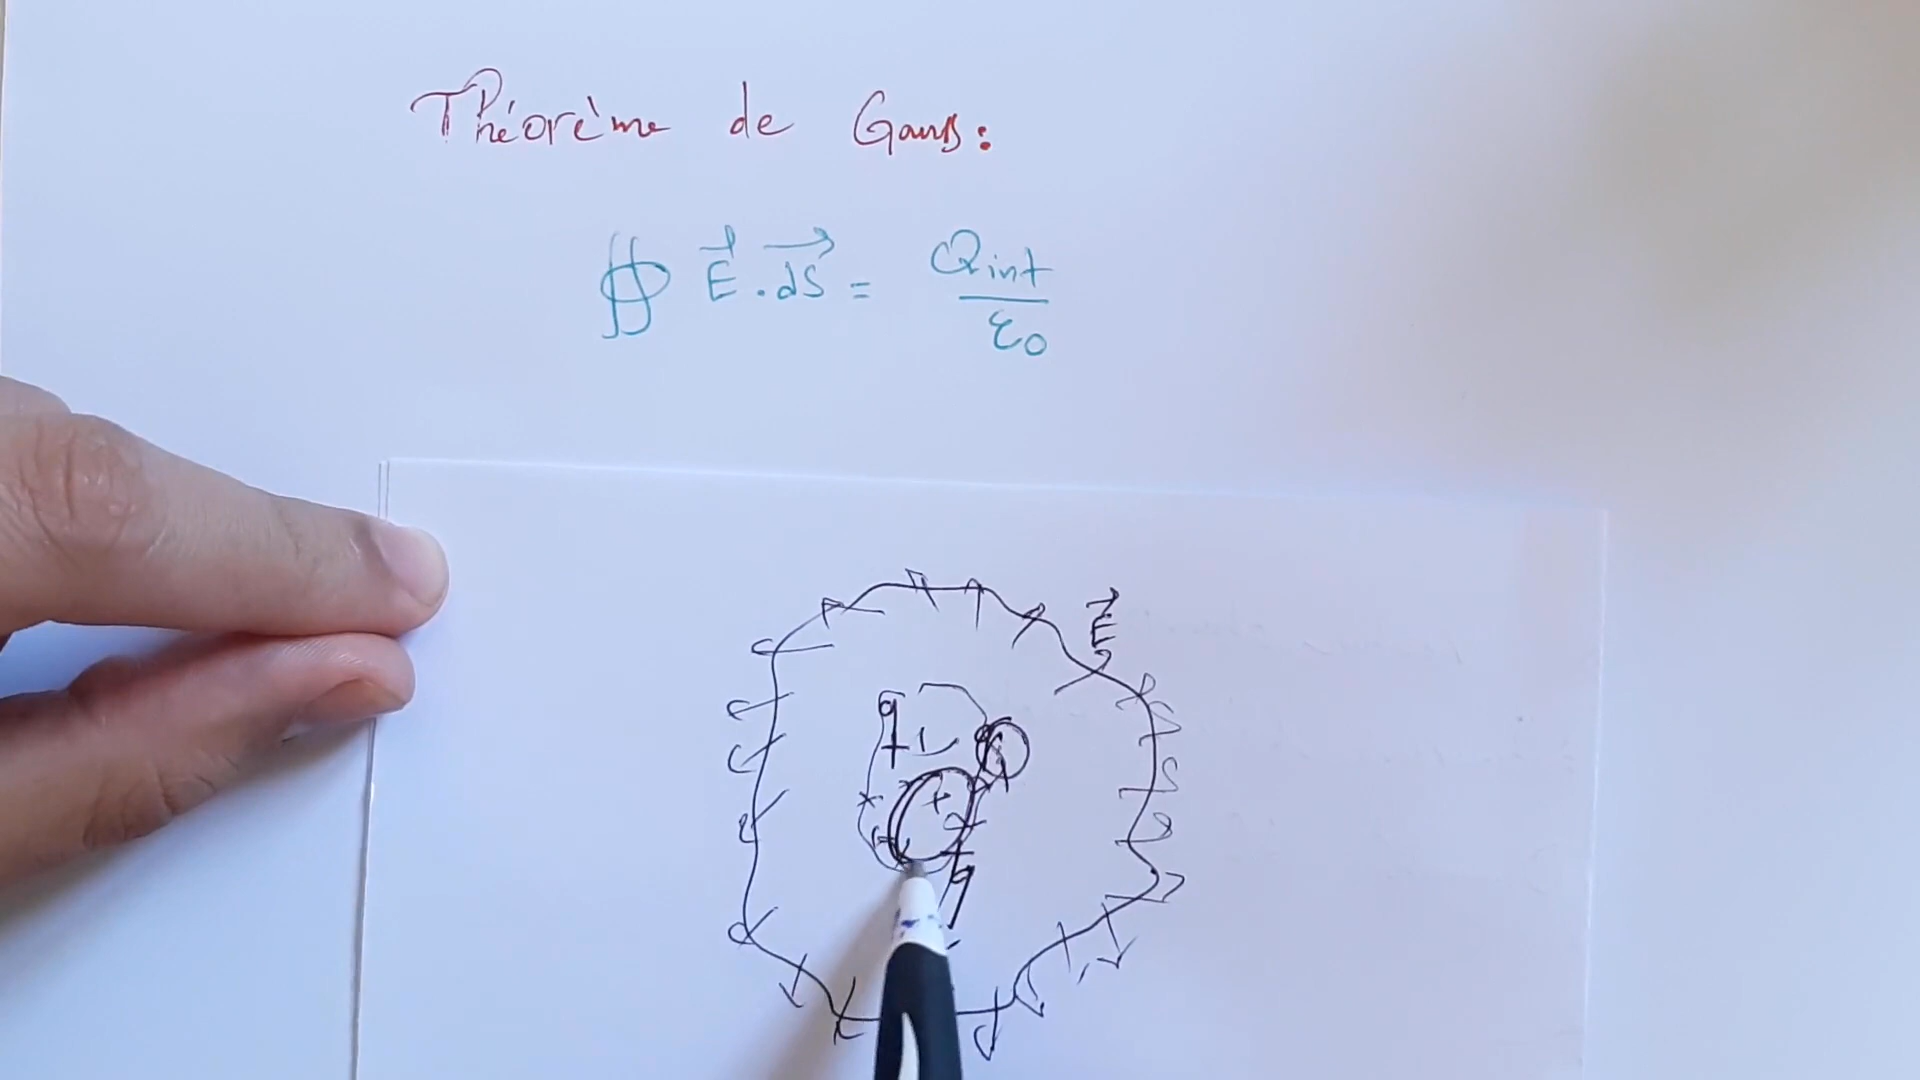 Théorème de Gauss:
∯ E⃗ . dS⃗ = Qint / ε0
E⃗
q
+
+
q